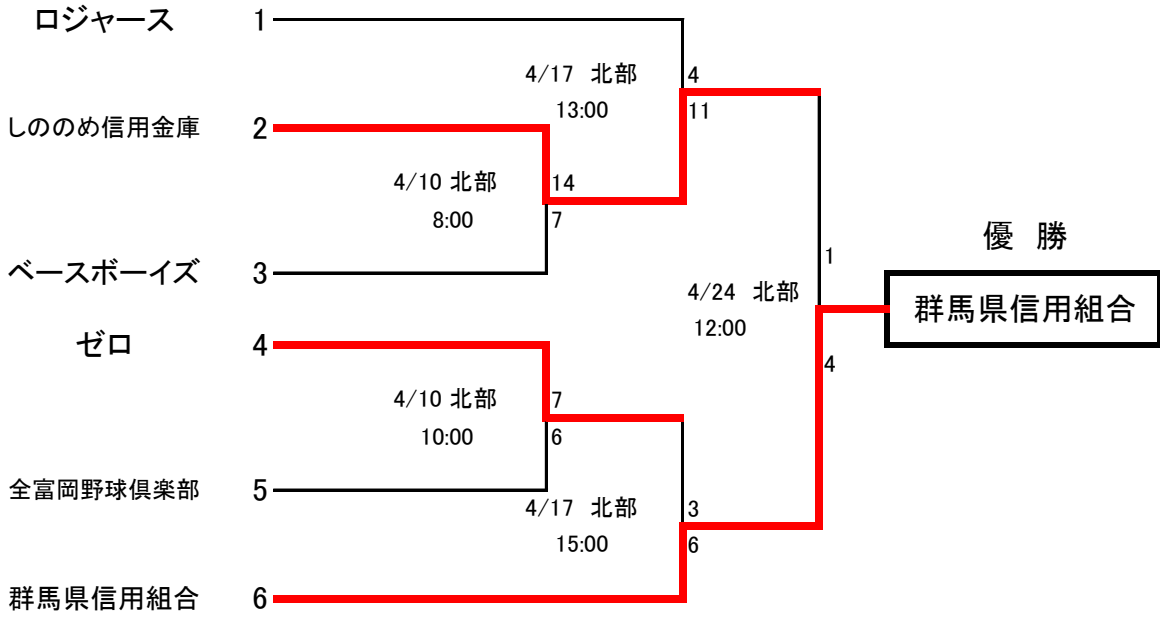 ロジャース 1
4/17 北部 4
13:00 11
しののめ信用金庫 2
4/10 北部 14
8:00 7
優 勝
1
ベースボーイズ 3
4/24 北部
群馬県信用組合
12:00
ゼロ 4
4
4/10 北部 7
10:00 6
全富岡野球倶楽部 5
4/17 北部 3
15:00 6
群馬県信用組合 6